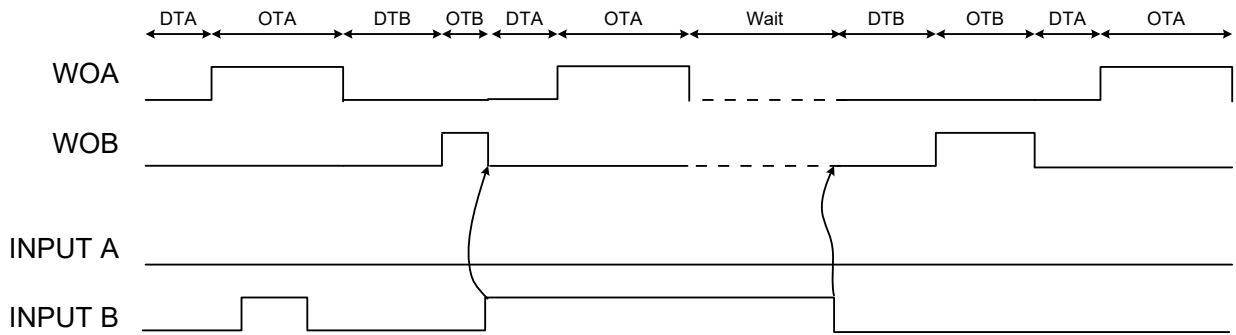 DTA OTA DTB OTB DTA OTA Wait DTB OTB DTA OTA
WOA
WOB
INPUT A
INPUT B